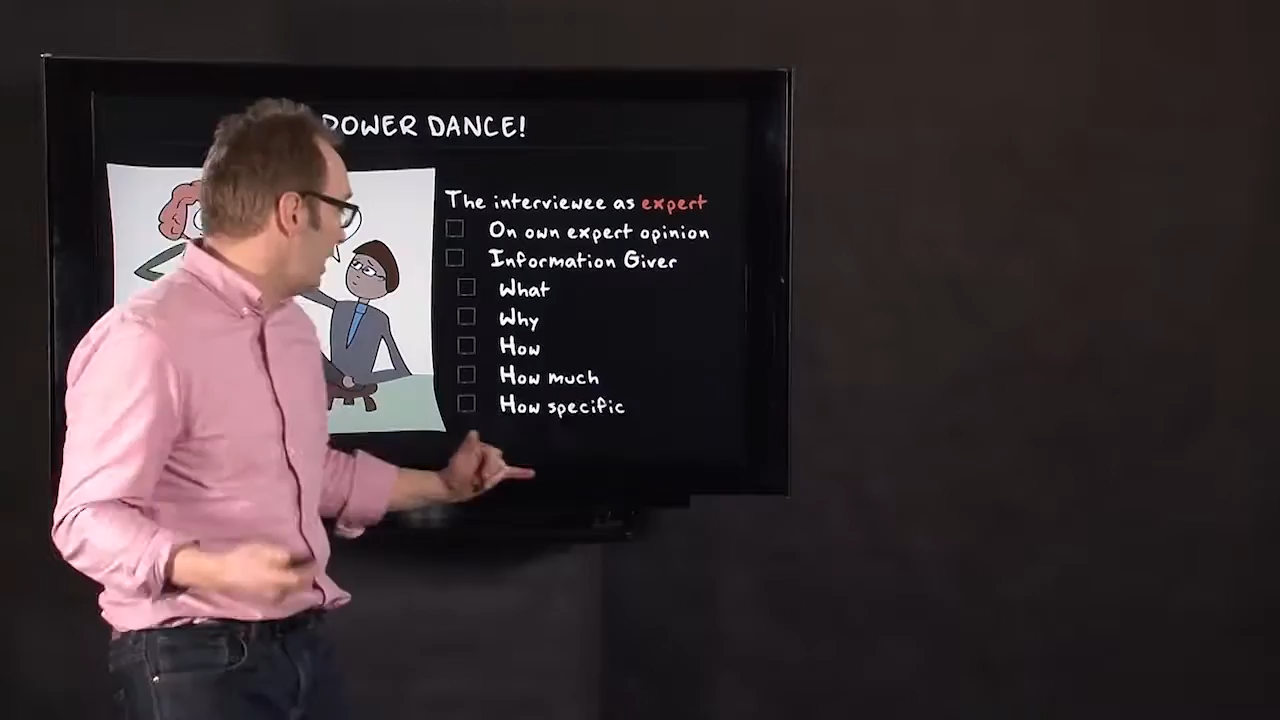 POWER DANCE!
The interviewee as expert
On own expert opinion
Information Giver
What
Why
How
How much
How specific